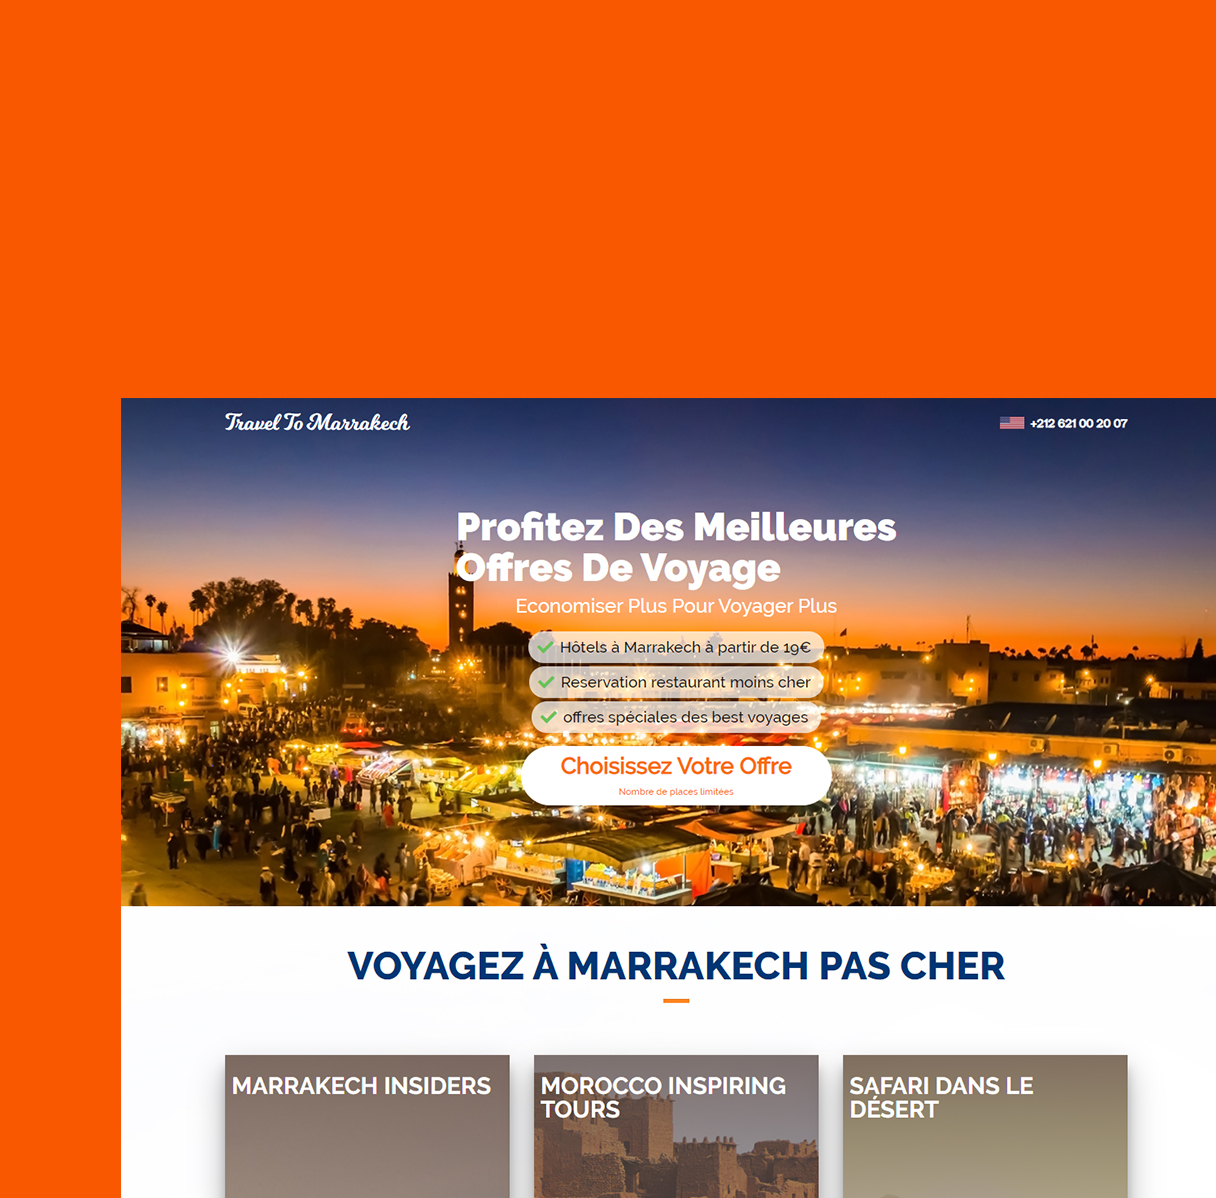 Travel To Marrakech
+212 621 00 20 07
Profitez Des Meilleures
Offres De Voyage
Economiser Plus Pour Voyager Plus
Hôtels à Marrakech à partir de 19€
Reservation restaurant moins cher
offres spéciales des best voyages
Choisissez Votre Offre
Nombre de places limitées
VOYAGEZ À MARRAKECH PAS CHER
MARRAKECH INSIDERS
MOROCCO INSPIRING
TOURS
SAFARI DANS LE
DÉSERT